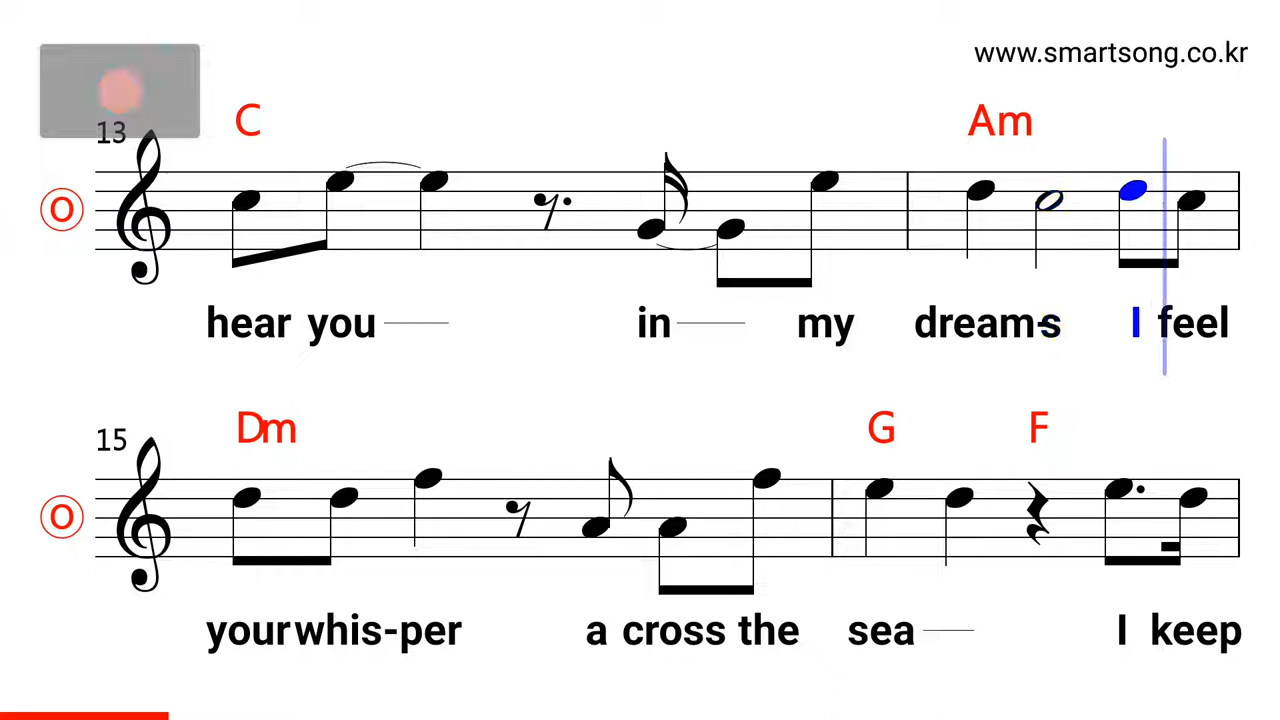 www.smartsong.co.kr
C Am
13
O
hear you in my dream-s I feel
Dm G F
15
O
your whis-per a cross the sea I keep